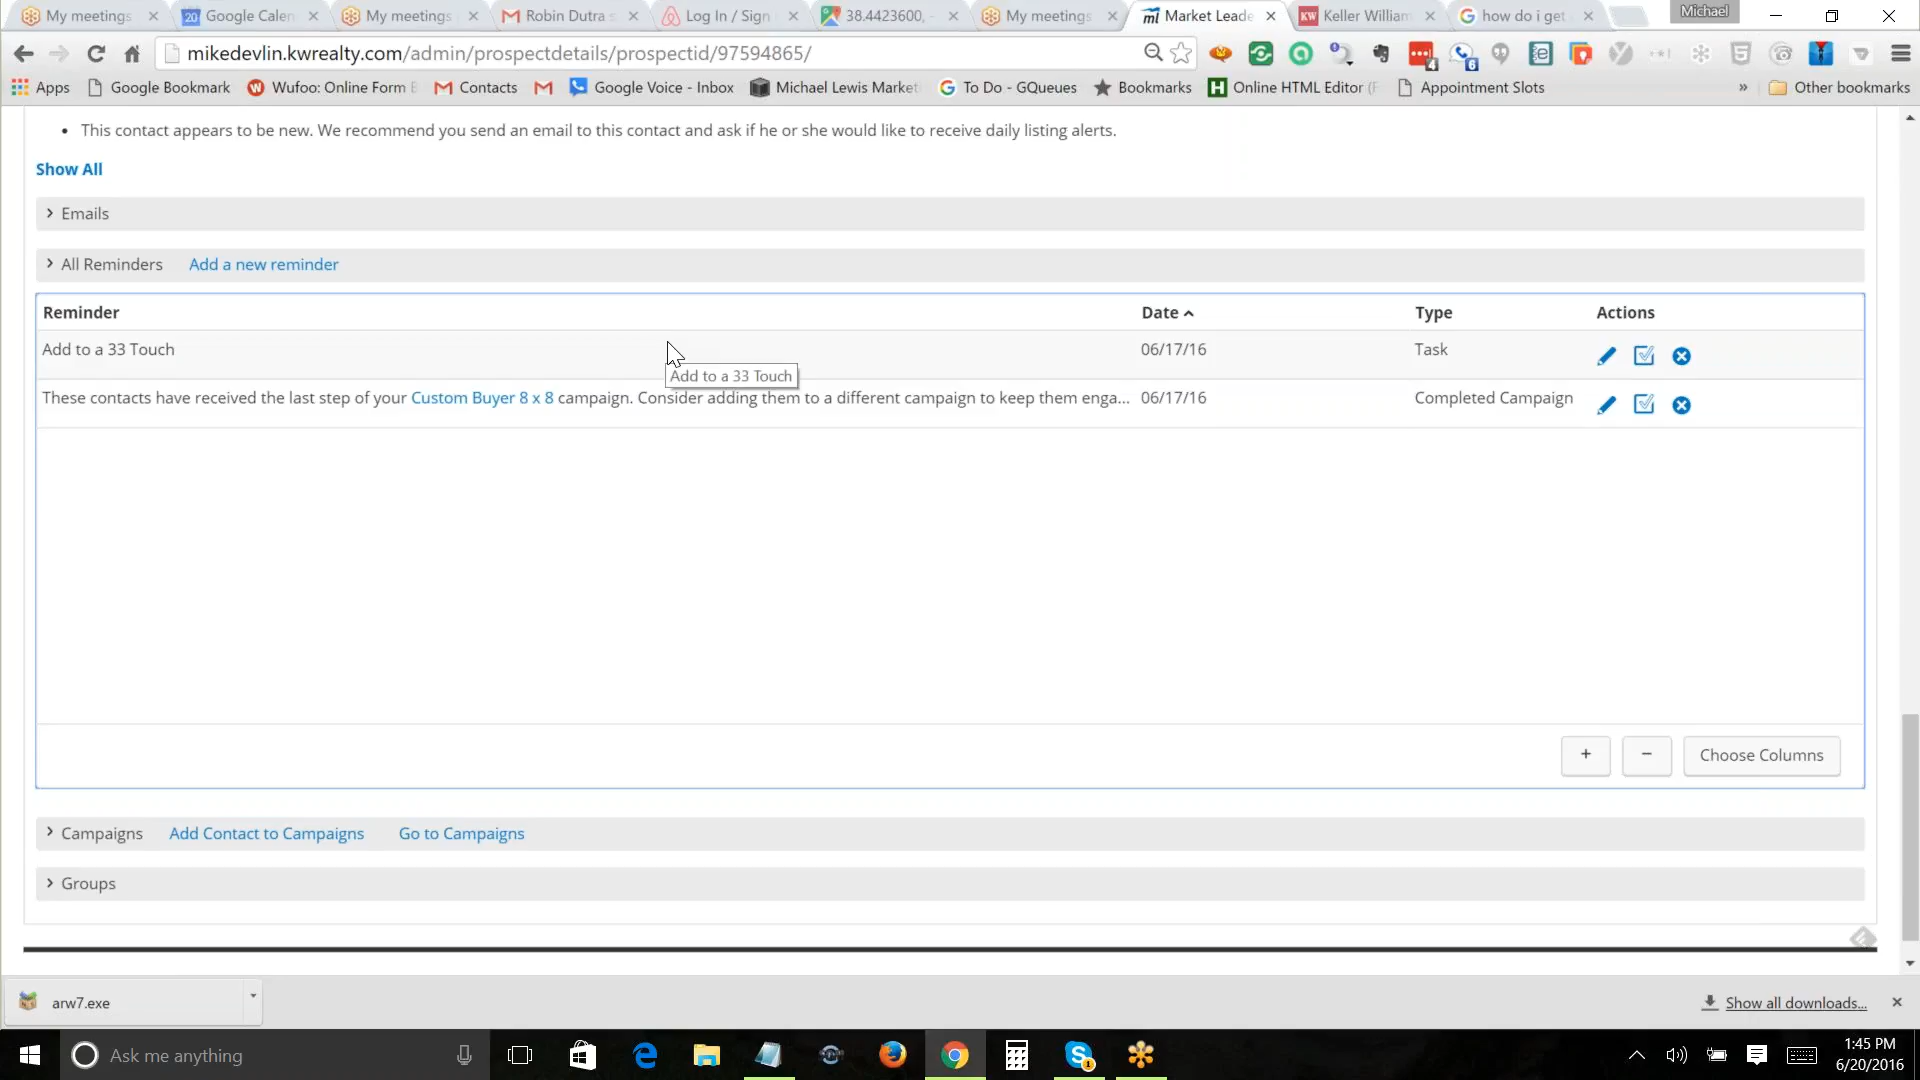 My meetings
20 Google Calen
My meetings
Robin Dutra
Log In / Sign
38.4423600, -
My meetings
Market Leade
KW Keller William
how do i get
Michael
mikedevlin.kwrealty.com/admin/prospectdetails/prospectid/97594865/
4
6
Apps
Google Bookmark
Wufoo: Online Form
Contacts
Google Voice - Inbox
Michael Lewis Market
To Do - GQueues
Bookmarks
Online HTML Editor (F
Appointment Slots
»
Other bookmarks
• This contact appears to be new. We recommend you send an email to this contact and ask if he or she would like to receive daily listing alerts.
Show All
Emails
All Reminders Add a new reminder
Reminder Date Type Actions
Add to a 33 Touch 06/17/16 Task
Add to a 33 Touch
These contacts have received the last step of your Custom Buyer 8 x 8 campaign. Consider adding them to a different campaign to keep them enga... 06/17/16 Completed Campaign
+ − Choose Columns
Campaigns Add Contact to Campaigns Go to Campaigns
Groups
arw7.exe
Show all downloads...
Ask me anything
1:45 PM
6/20/2016